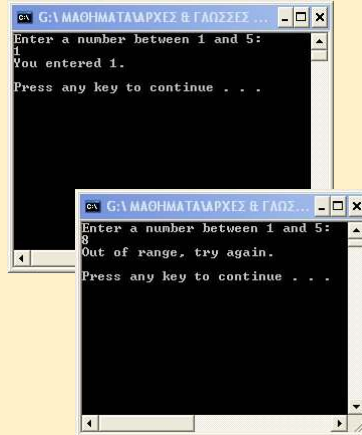 G:\ ΜΑΘΗΜΑΤΑ\ΑΡΧΕΣ & ΓΛΩΣΣΕΣ ...
Enter a number between 1 and 5:
1
You entered 1.
Press any key to continue . . .
G:\ ΜΑΘΗΜΑΤΑ\ΑΡΧΕΣ & ΓΛΩΣ...
Enter a number between 1 and 5:
8
Out of range, try again.
Press any key to continue . . .